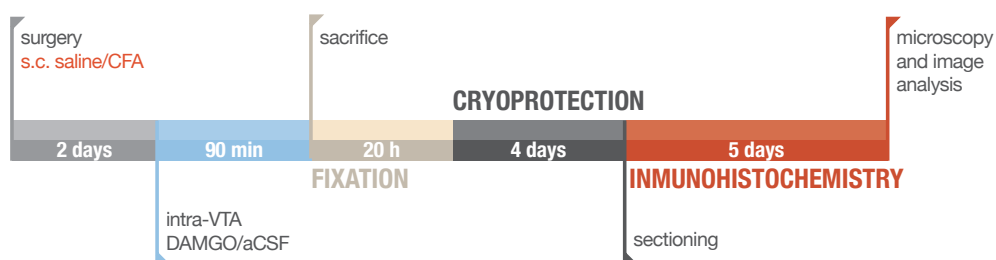 surgery
s.c. saline/CFA
sacrifice
microscopy
and image
analysis
CRYOPROTECTION
2 days
90 min
20 h
4 days
5 days
FIXATION
INMUNOHISTOCHEMISTRY
intra-VTA
DAMGO/aCSF
sectioning